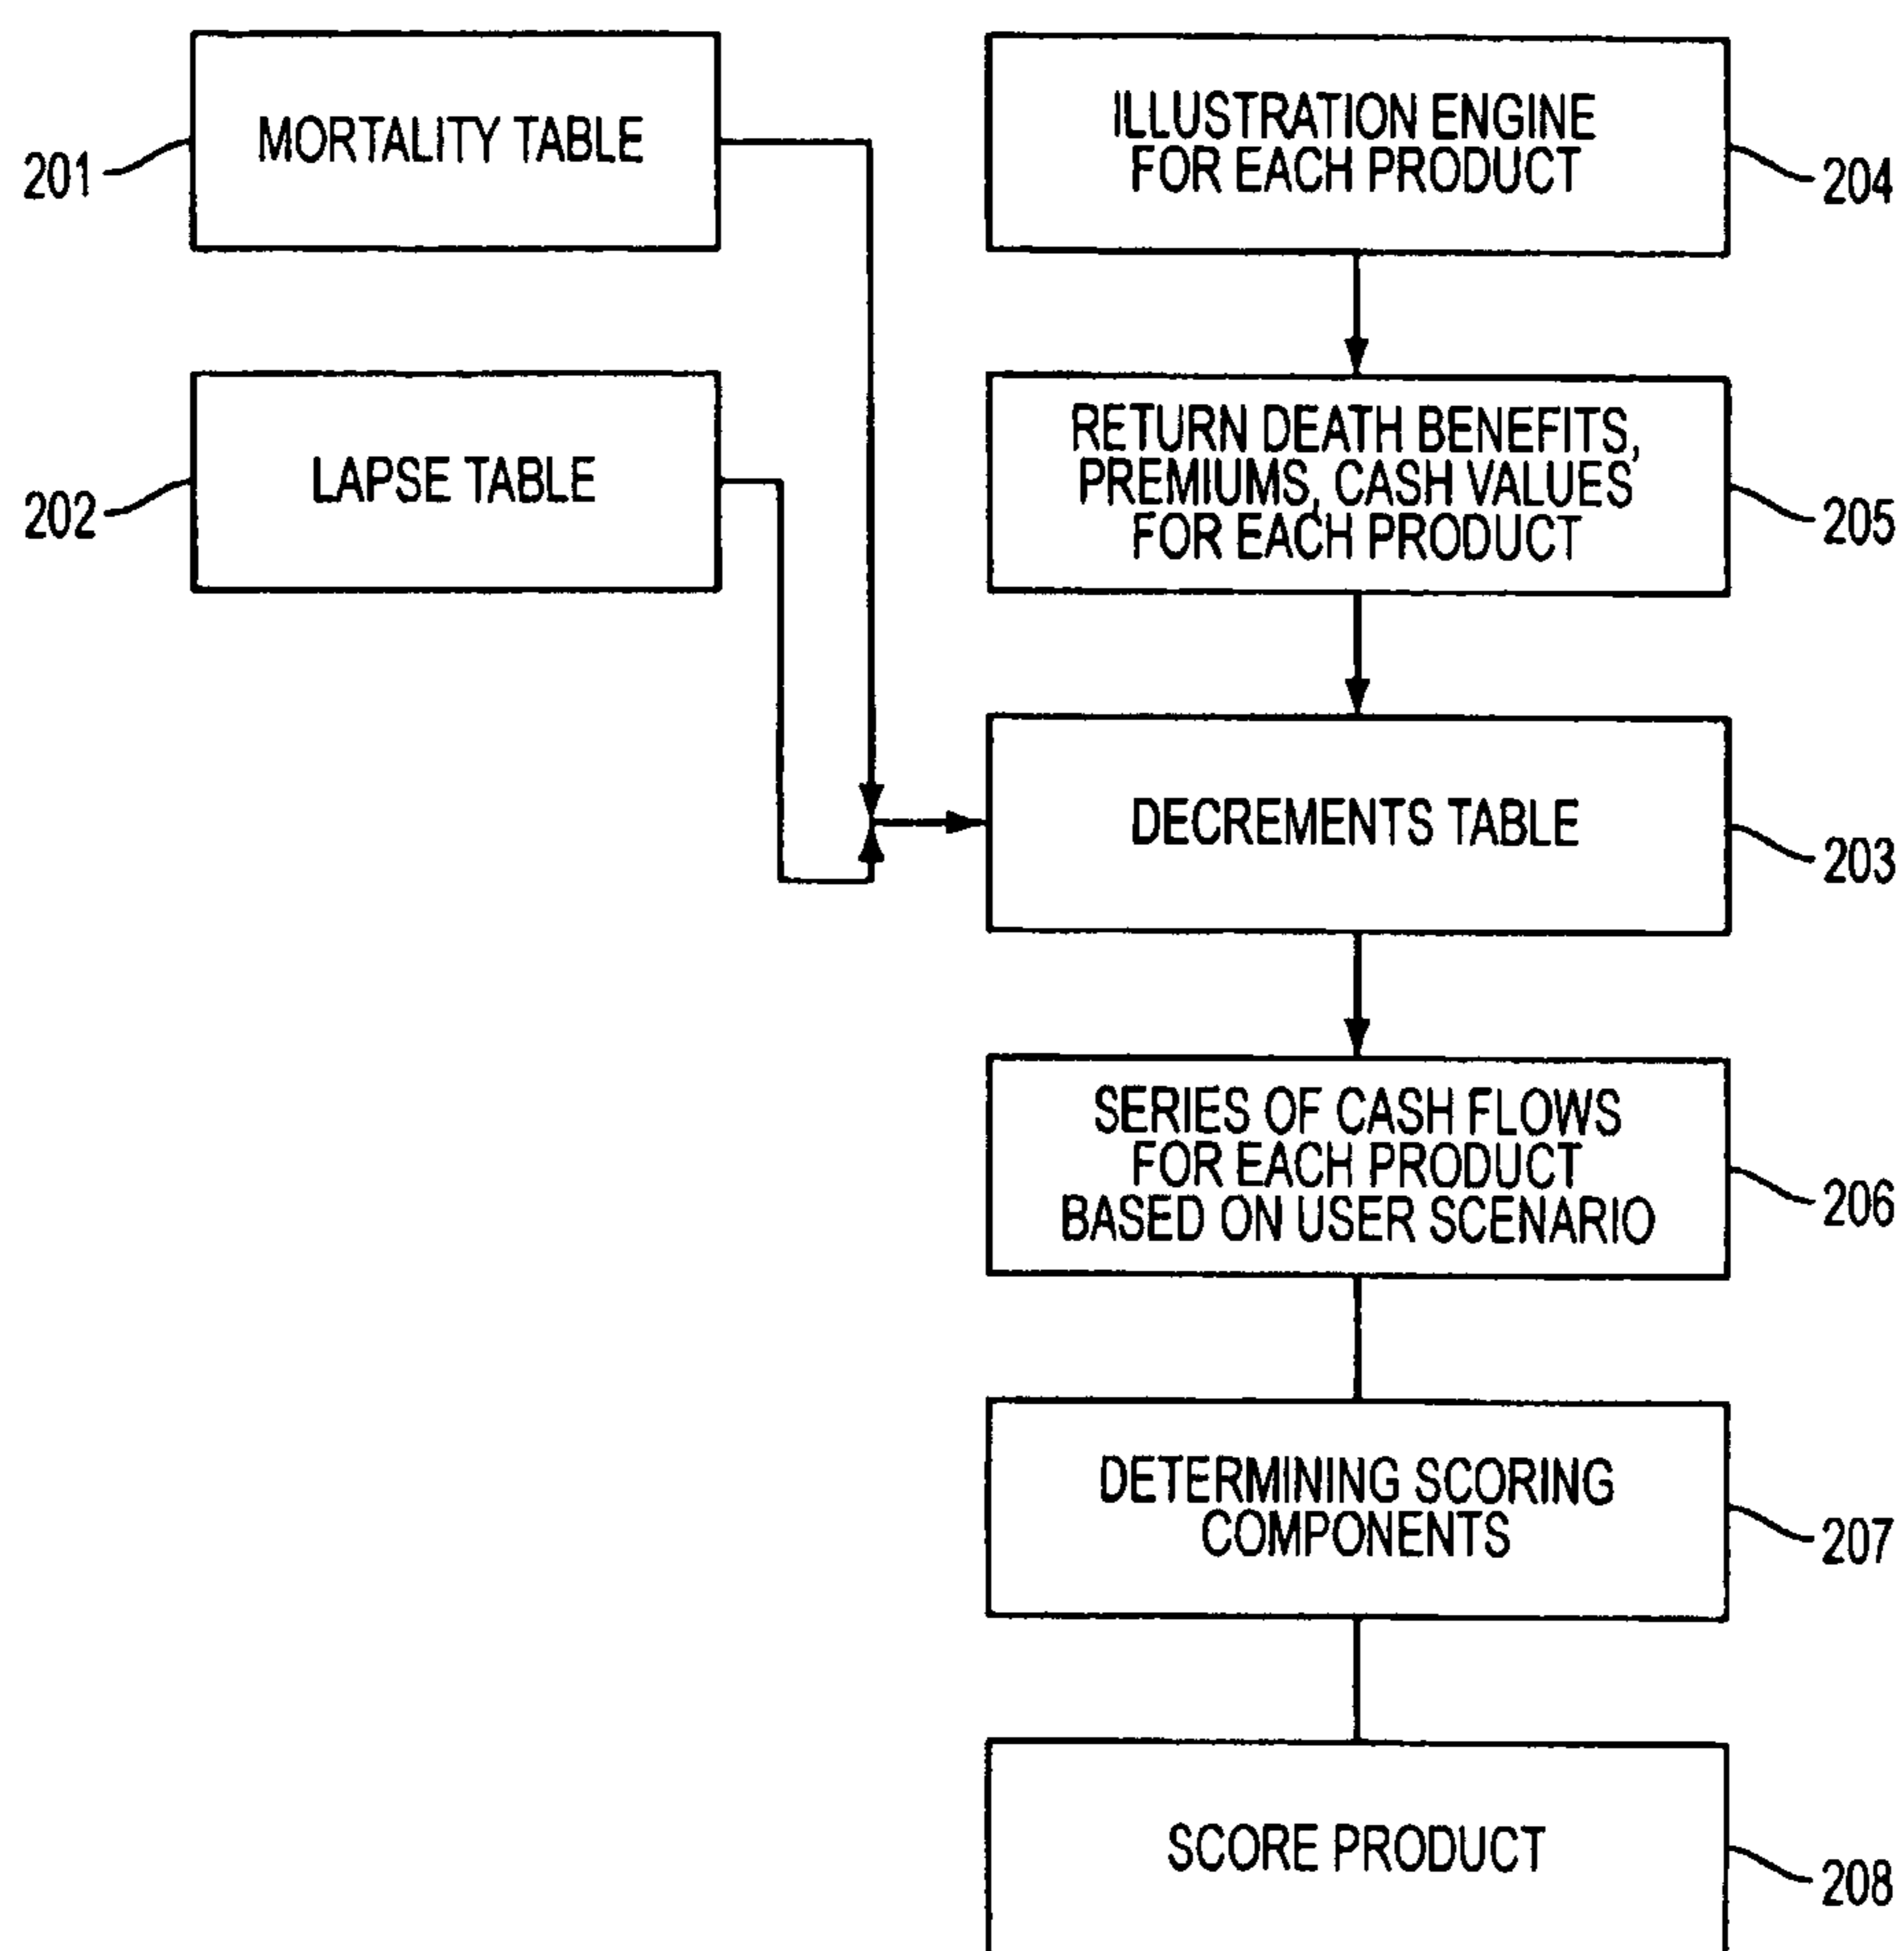 MORTALITY TABLE
201
ILLUSTRATION ENGINE
FOR EACH PRODUCT
204
LAPSE TABLE
202
RETURN DEATH BENEFITS,
PREMIUMS, CASH VALUES
FOR EACH PRODUCT
205
DECREMENTS TABLE
203
SERIES OF CASH FLOWS
FOR EACH PRODUCT
BASED ON USER SCENARIO
206
DETERMINING SCORING
COMPONENTS
207
SCORE PRODUCT
208